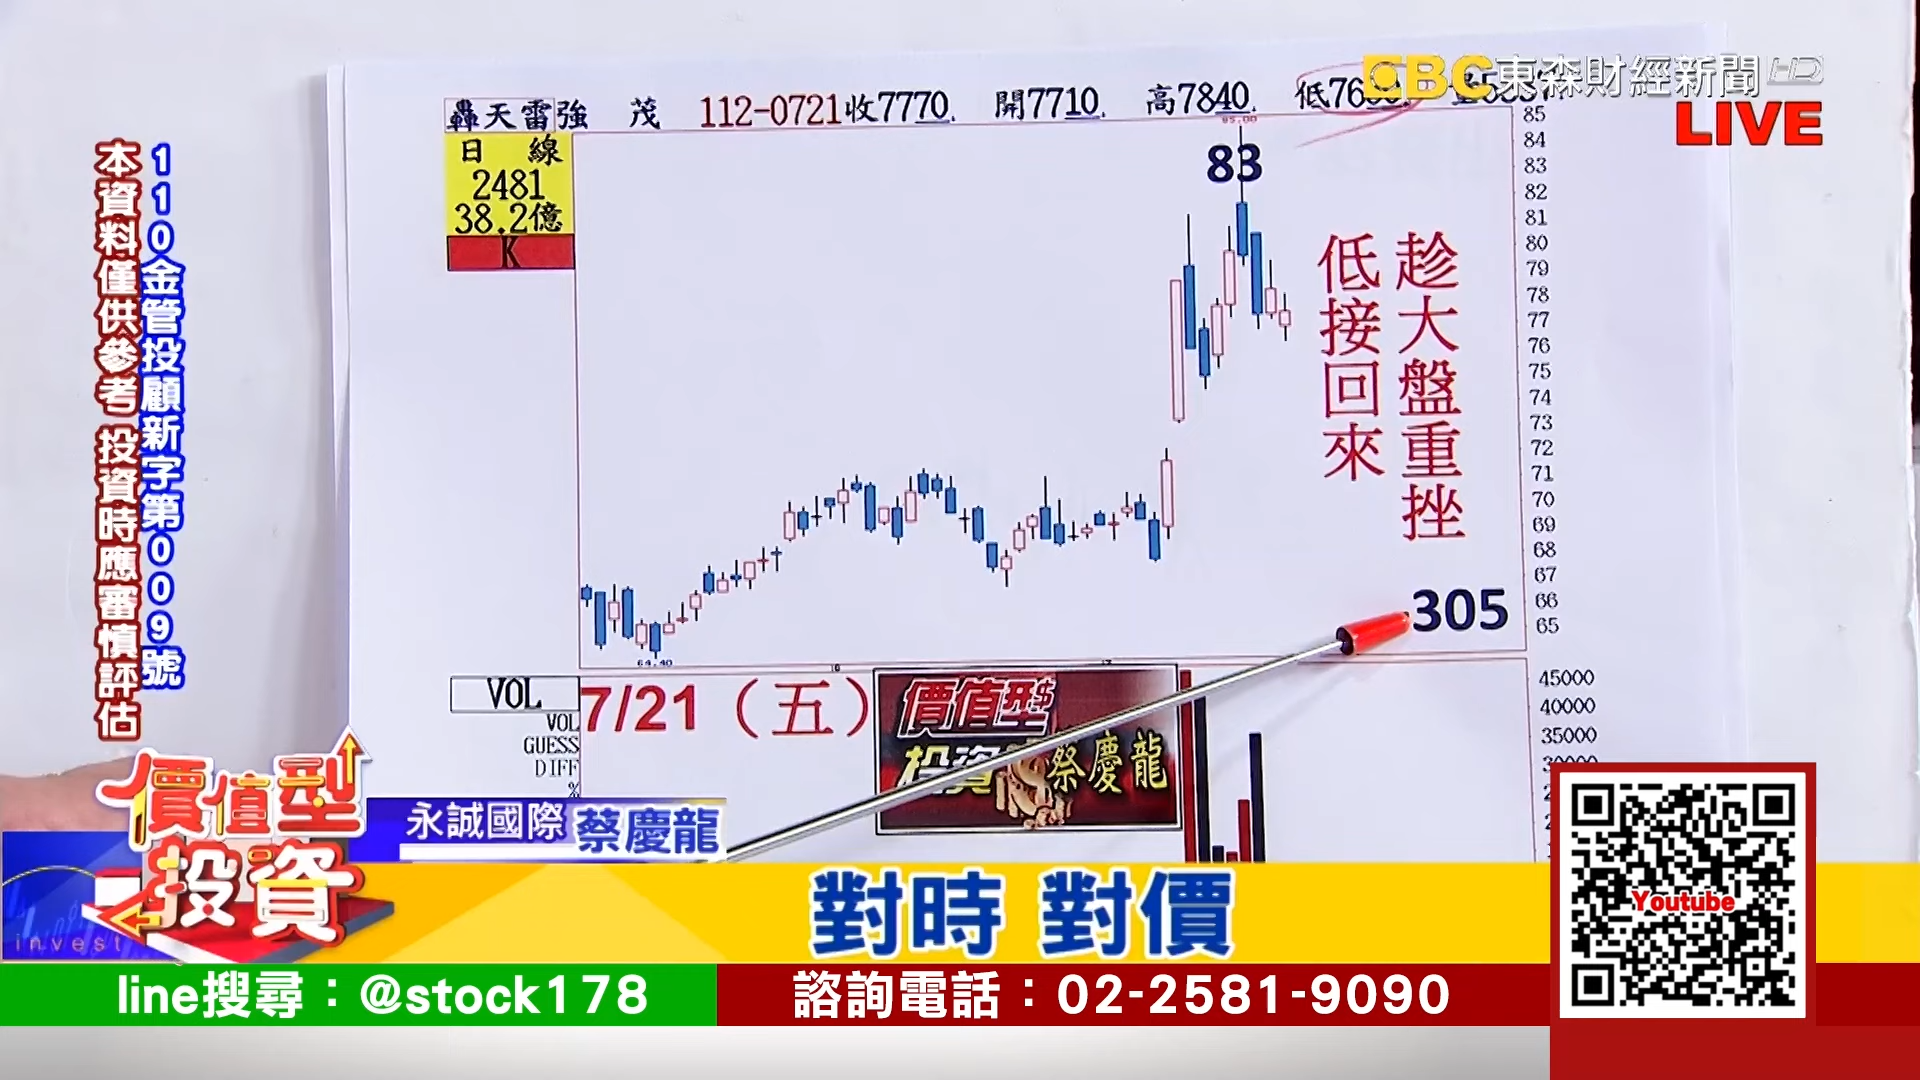 EBC東森財經新聞HD
LIVE
本資料僅供參考 投資時應審慎評估
110金管投顧新字第009號
轟天雷強 茂 112-0721收7770. 開7710. 高7840. 低76
日 線
2481
38.2億
K
85.00
83
趁大盤重挫
低接回來
305
64.40
85
84
83
82
81
80
79
78
77
76
75
74
73
72
71
70
69
68
67
66
65
VOL
VOL
GUESS
DIFF
%
7/21（五）
價值型
投資 蔡慶龍
45000
40000
35000
30000
價值型
投資
invest
永誠國際 蔡慶龍
對時 對價
Youtube
line搜尋：@stock178
諮詢電話：02-2581-9090